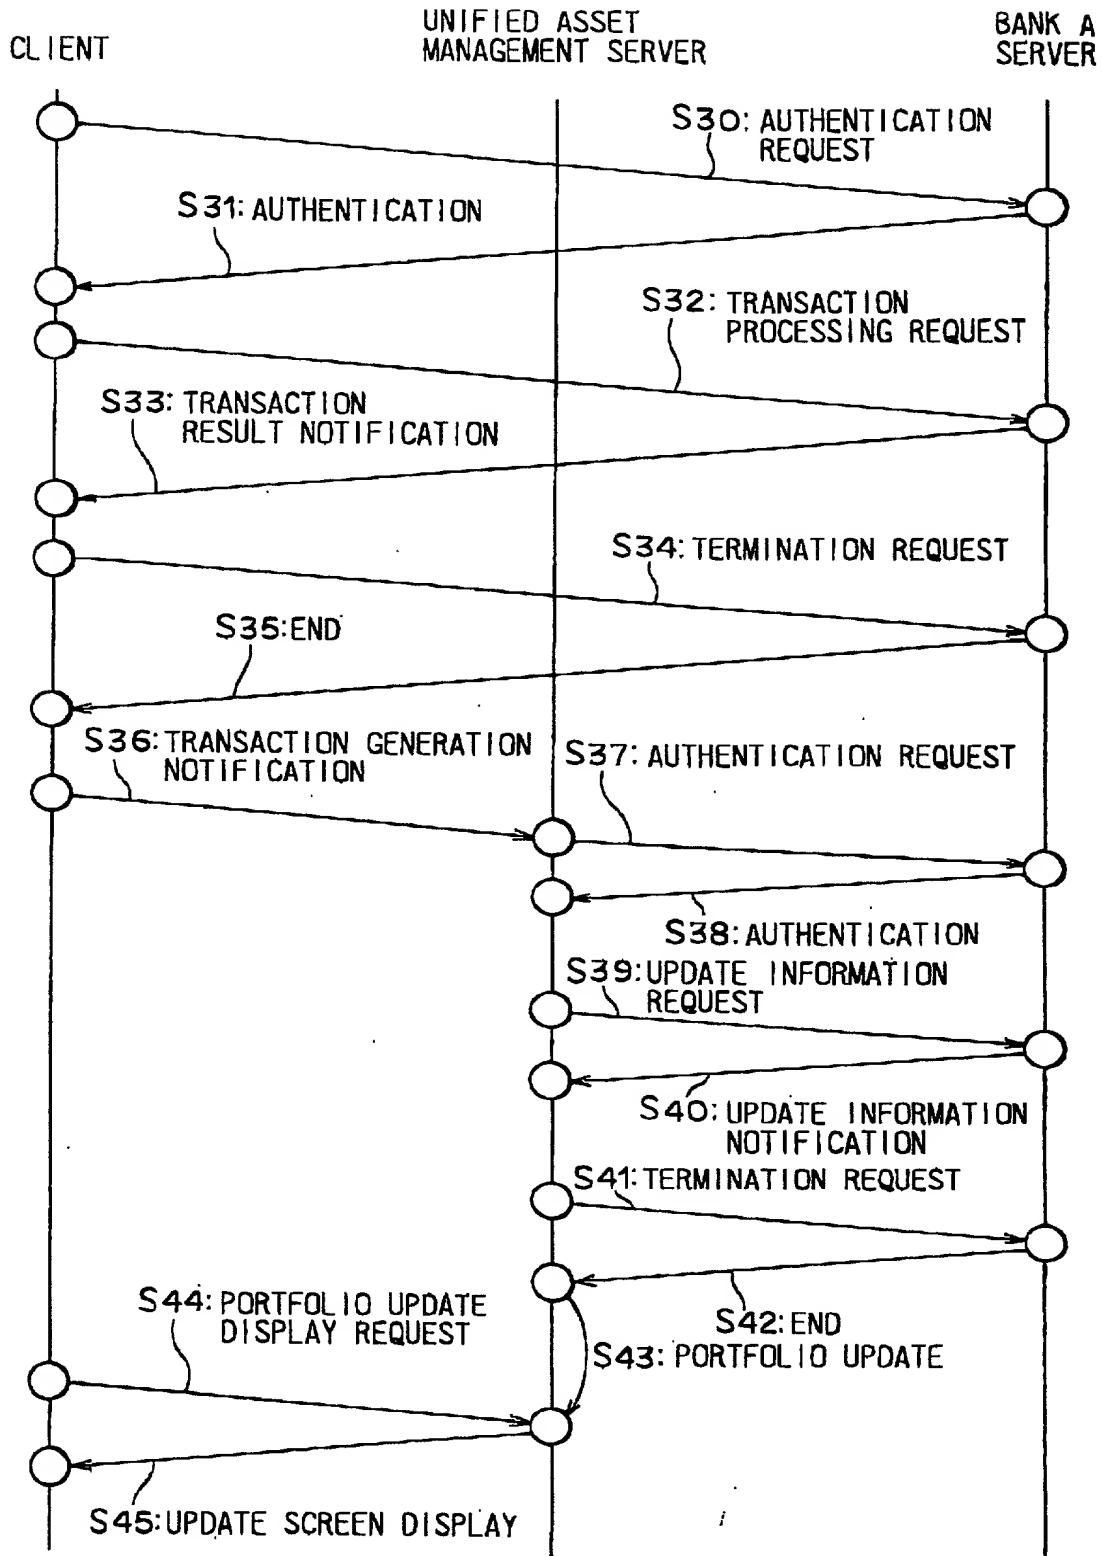 CLIENT
UNIFIED ASSET
MANAGEMENT SERVER
BANK A
SERVER
S30: AUTHENTICATION
REQUEST
S31: AUTHENTICATION
S32: TRANSACTION
PROCESSING REQUEST
S33: TRANSACTION
RESULT NOTIFICATION
S34: TERMINATION REQUEST
S35: END
S36: TRANSACTION GENERATION
NOTIFICATION
S37: AUTHENTICATION REQUEST
S38: AUTHENTICATION
S39: UPDATE INFORMATION
REQUEST
S40: UPDATE INFORMATION
NOTIFICATION
S41: TERMINATION REQUEST
S42: END
S43: PORTFOLIO UPDATE
S44: PORTFOLIO UPDATE
DISPLAY REQUEST
S45: UPDATE SCREEN DISPLAY